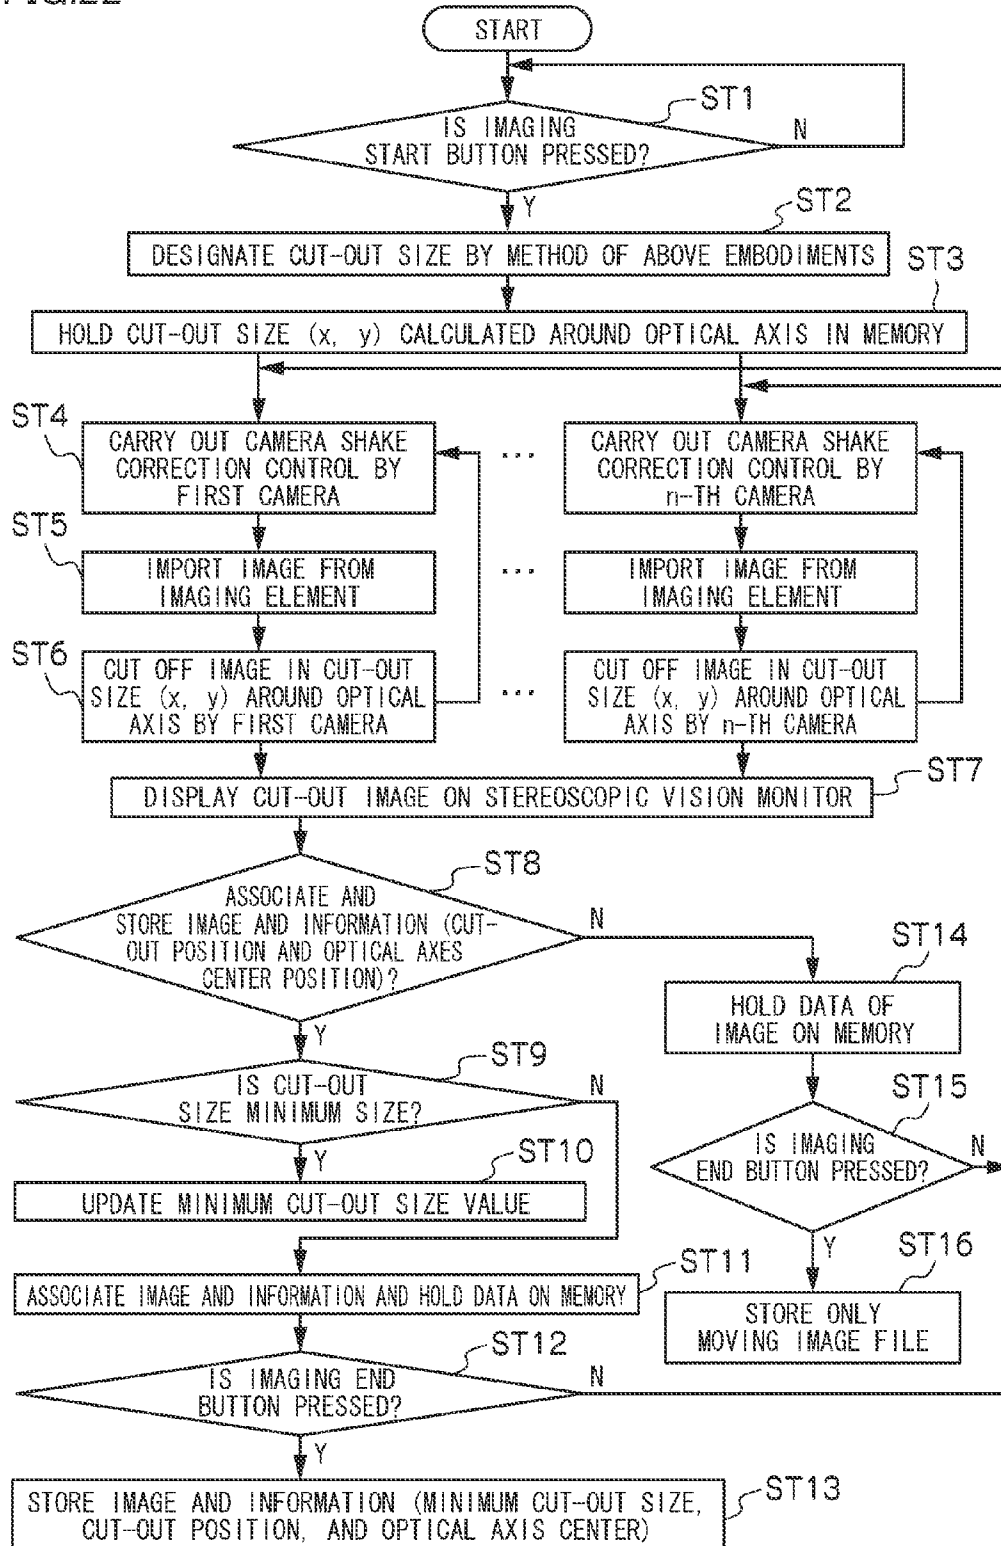 START
ST1
IS IMAGING
START BUTTON PRESSED?
N
Y
ST2
DESIGNATE CUT-OUT SIZE BY METHOD OF ABOVE EMBODIMENTS
ST3
HOLD CUT-OUT SIZE (x, y) CALCULATED AROUND OPTICAL AXIS IN MEMORY
ST4
CARRY OUT CAMERA SHAKE
CORRECTION CONTROL BY
FIRST CAMERA
...
CARRY OUT CAMERA SHAKE
CORRECTION CONTROL BY
n-TH CAMERA
ST5
IMPORT IMAGE FROM
IMAGING ELEMENT
...
IMPORT IMAGE FROM
IMAGING ELEMENT
ST6
CUT OFF IMAGE IN CUT-OUT
SIZE (x, y) AROUND OPTICAL
AXIS BY FIRST CAMERA
...
CUT OFF IMAGE IN CUT-OUT
SIZE (x, y) AROUND OPTICAL
AXIS BY n-TH CAMERA
ST7
DISPLAY CUT-OUT IMAGE ON STEREOSCOPIC VISION MONITOR
ST8
ASSOCIATE AND
STORE IMAGE AND INFORMATION (CUT-
OUT POSITION AND OPTICAL AXES
CENTER POSITION)?
N
Y
ST14
HOLD DATA OF
IMAGE ON MEMORY
ST9
IS CUT-OUT
SIZE MINIMUM SIZE?
N
Y
ST15
IS IMAGING
END BUTTON PRESSED?
N
Y
ST10
UPDATE MINIMUM CUT-OUT SIZE VALUE
ST16
STORE ONLY
MOVING IMAGE FILE
ST11
ASSOCIATE IMAGE AND INFORMATION AND HOLD DATA ON MEMORY
ST12
IS IMAGING END
BUTTON PRESSED?
N
Y
ST13
STORE IMAGE AND INFORMATION (MINIMUM CUT-OUT SIZE,
CUT-OUT POSITION, AND OPTICAL AXIS CENTER)